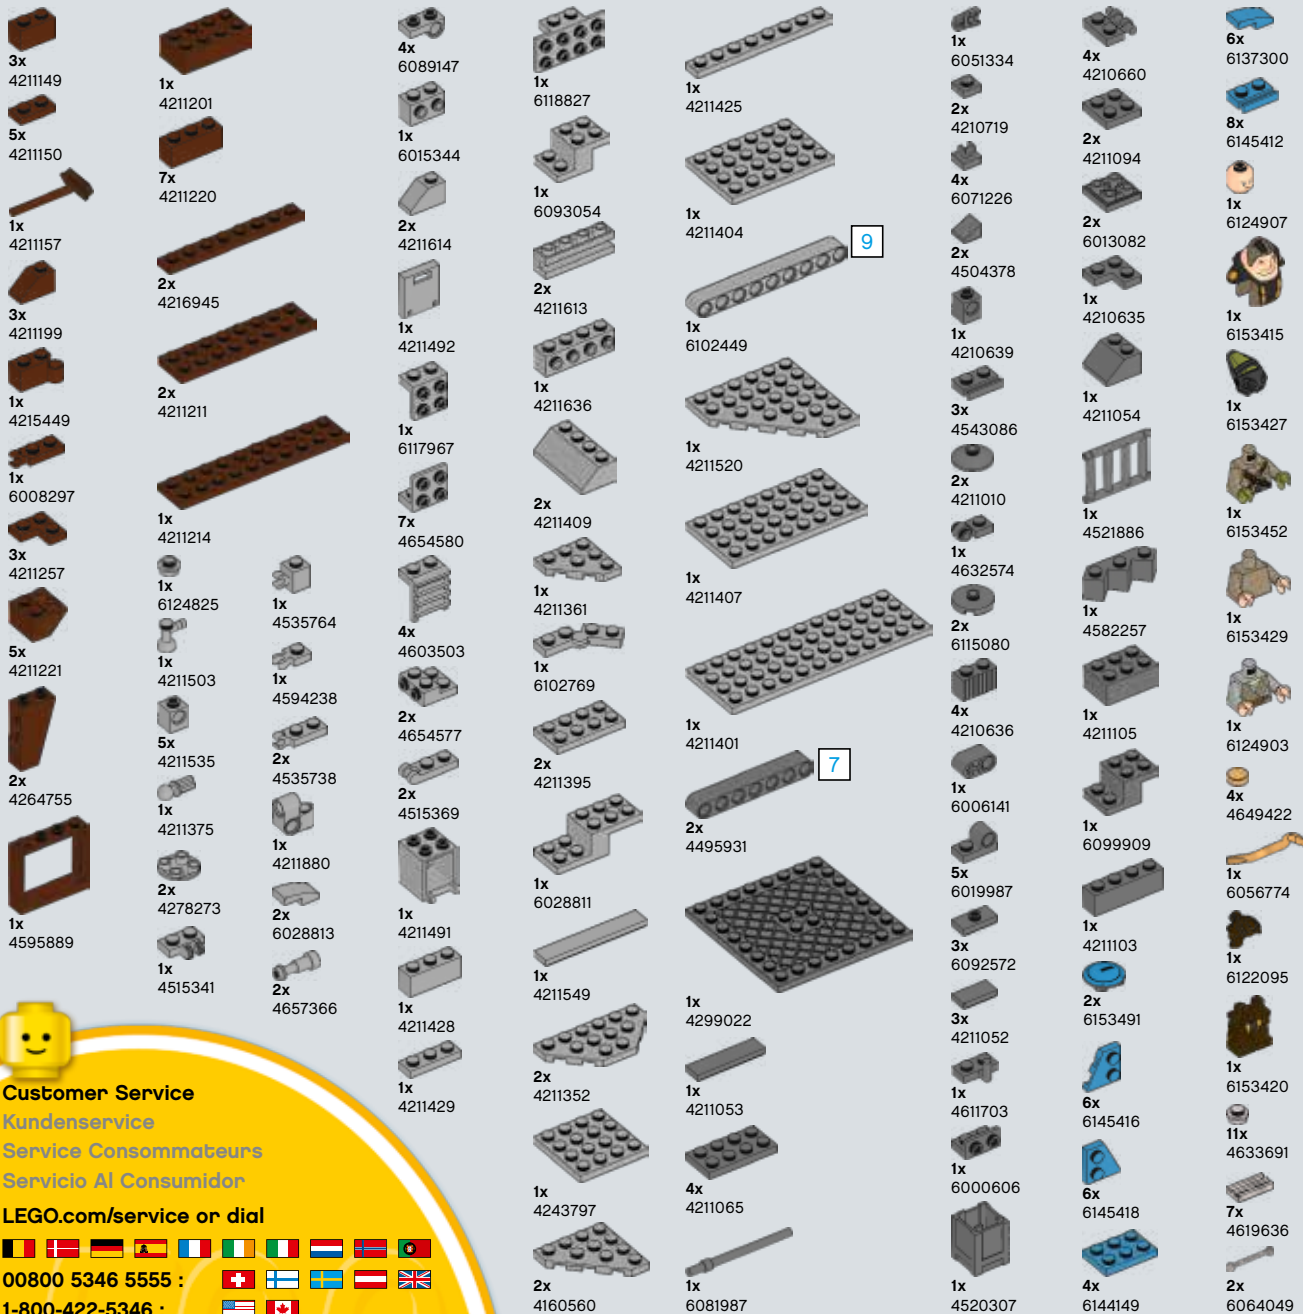 3x
4211149
5x
4211150
1x
4211157
3x
4211199
1x
4215449
1x
6008297
3x
4211257
5x
4211221
2x
4264755
1x
4595889
1x
4211201
7x
4211220
2x
4216945
2x
4211211
1x
4211214
1x
6124825
1x
4211503
5x
4211535
1x
4211375
2x
4278273
1x
4515341
1x
4535764
1x
4594238
2x
4535738
1x
4211880
2x
6028813
2x
4657366
4x
6089147
1x
6015344
2x
4211614
1x
4211492
1x
6117967
7x
4654580
4x
4603503
2x
4654577
2x
4515369
1x
4211491
1x
4211428
1x
4211429
1x
6118827
1x
6093054
2x
4211613
1x
4211636
2x
4211409
1x
4211361
1x
6102769
2x
4211395
1x
6028811
1x
4211549
2x
4211352
1x
4243797
2x
4160560
1x
4211425
1x
4211404
9
1x
6102449
1x
4211520
1x
4211407
1x
4211401
7
2x
4495931
1x
4299022
1x
4211053
4x
4211065
1x
6081987
1x
6051334
2x
4210719
4x
6071226
2x
4504378
1x
4210639
3x
4543086
2x
4211010
1x
4632574
2x
6115080
4x
4210636
1x
6006141
5x
6019987
3x
6092572
3x
4211052
1x
4611703
1x
6000606
1x
4520307
4x
4210660
2x
4211094
2x
6013082
1x
4210635
1x
4211054
1x
4521886
1x
4582257
1x
4211105
1x
6099909
1x
4211103
2x
6153491
6x
6145416
6x
6145418
4x
6144149
6x
6137300
8x
6145412
1x
6124907
1x
6153415
1x
6153427
1x
6153452
1x
6153429
1x
6124903
4x
4649422
1x
6056774
1x
6122095
1x
6153420
11x
4633691
7x
4619636
2x
6064049
Customer Service
Kundenservice
Service Consommateurs
Servicio Al Consumidor
LEGO.com/service or dial
00800 5346 5555 :
1-800-422-5346 :